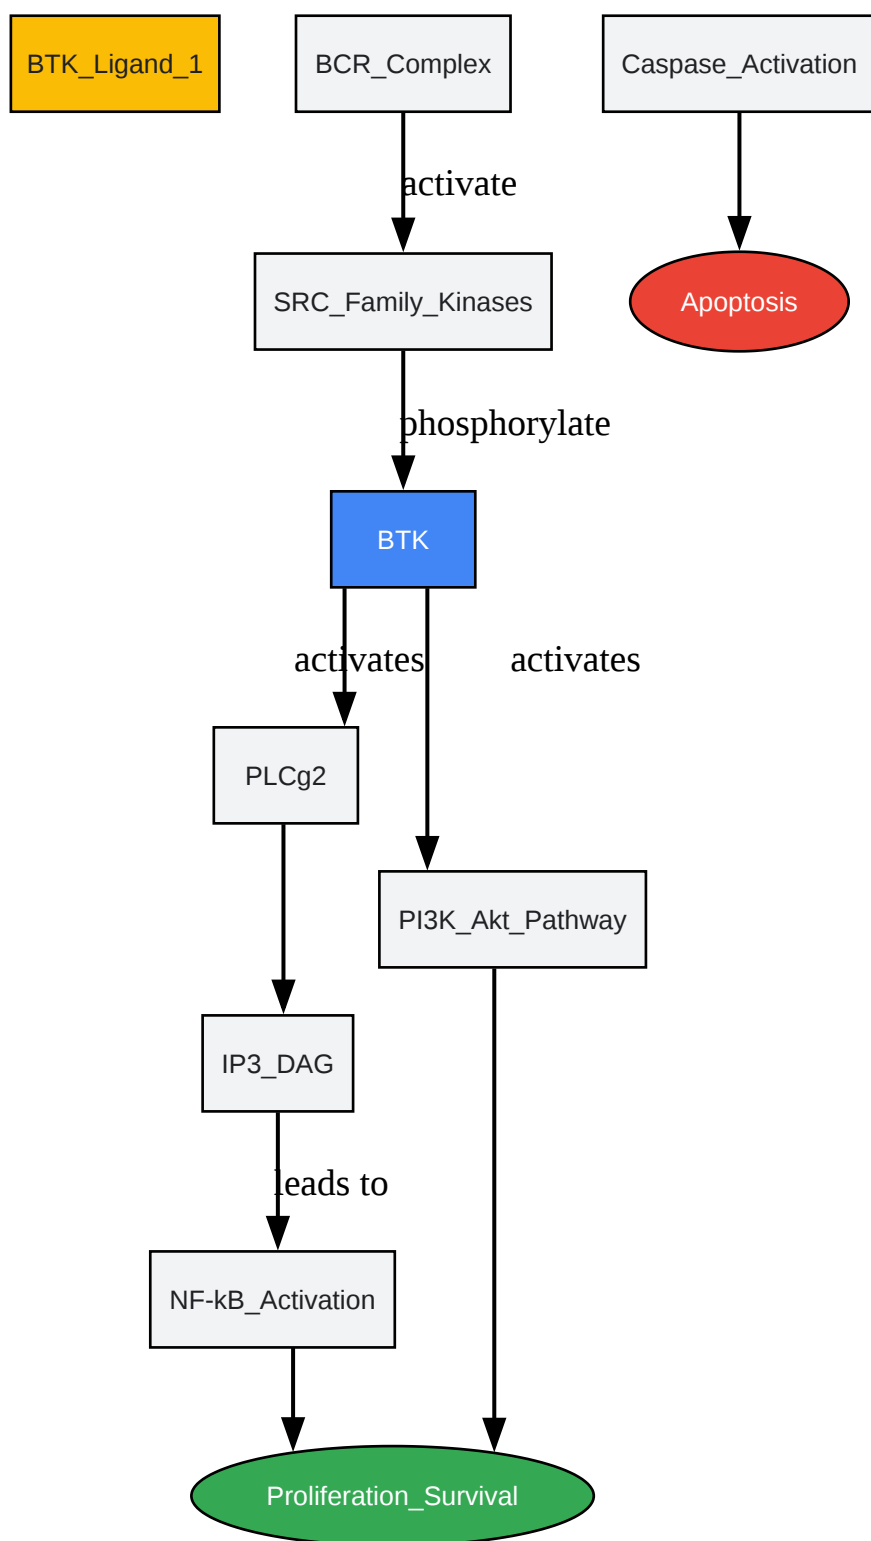 BTK_Ligand_1
BCR_Complex
Caspase_Activation
activate
SRC_Family_Kinases
Apoptosis
phosphorylate
BTK
activates
activates
PLCg2
PI3K_Akt_Pathway
IP3_DAG
leads to
NF-kB_Activation
Proliferation_Survival